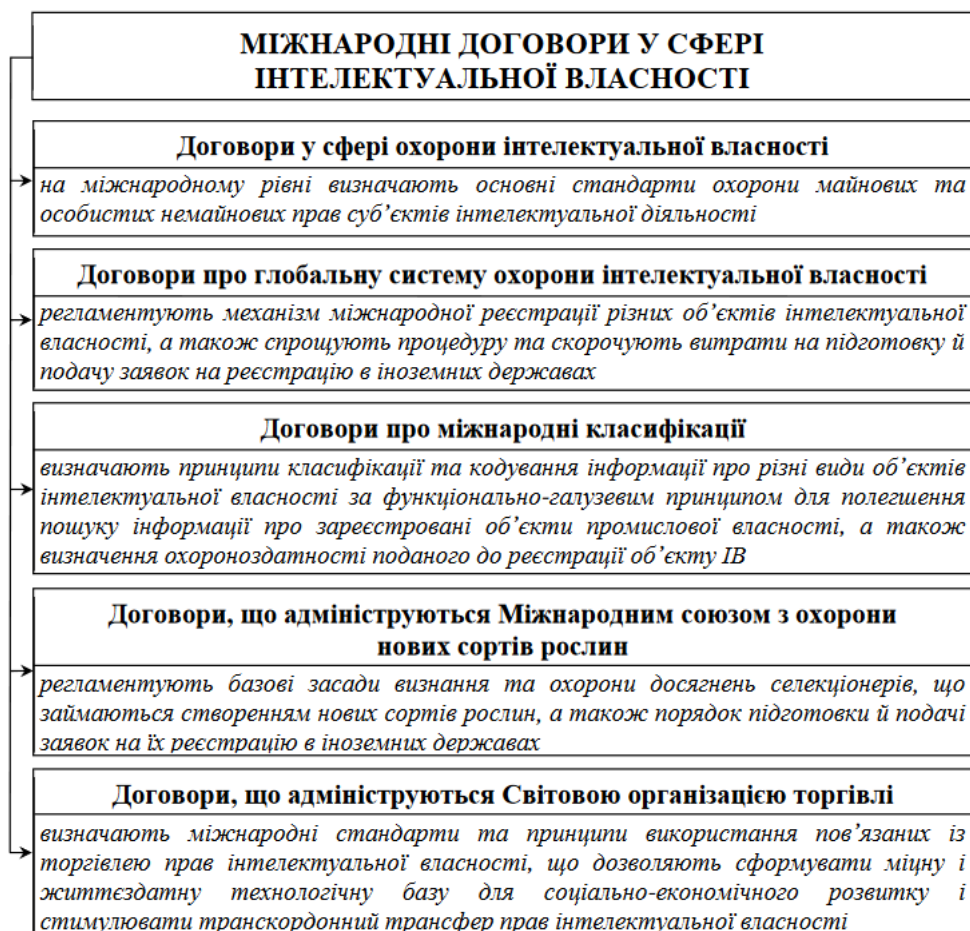 МІЖНАРОДНІ ДОГОВОРИ У СФЕРІ
ІНТЕЛЕКТУАЛЬНОЇ ВЛАСНОСТІ
Договори у сфері охорони інтелектуальної власності
на міжнародному рівні визначають основні стандарти охорони майнових та
особистих немайнових прав суб’єктів інтелектуальної діяльності
Договори про глобальну систему охорони інтелектуальної власності
регламентують механізм міжнародної реєстрації різних об’єктів інтелектуальної
власності, а також спрощують процедуру та скорочують витрати на підготовку й
подачу заявок на реєстрацію в іноземних державах
Договори про міжнародні класифікації
визначають принципи класифікації та кодування інформації про різні види об’єктів
інтелектуальної власності за функціонально-галузевим принципом для полегшення
пошуку інформації про зареєстровані об’єкти промислової власності, а також
визначення охороноздатності поданого до реєстрації об’єкту ІВ
Договори, що адмініструються Міжнародним союзом з охорони
нових сортів рослин
регламентують базові засади визнання та охорони досягнень селекціонерів, що
займаються створенням нових сортів рослин, а також порядок підготовки й подачі
заявок на їх реєстрацію в іноземних державах
Договори, що адмініструються Світовою організацією торгівлі
визначають міжнародні стандарти та принципи використання пов’язаних із
торгівлею прав інтелектуальної власності, що дозволяють сформувати міцну і
життєздатну технологічну базу для соціально-економічного розвитку і
стимулювати транскордонний трансфер прав інтелектуальної власності